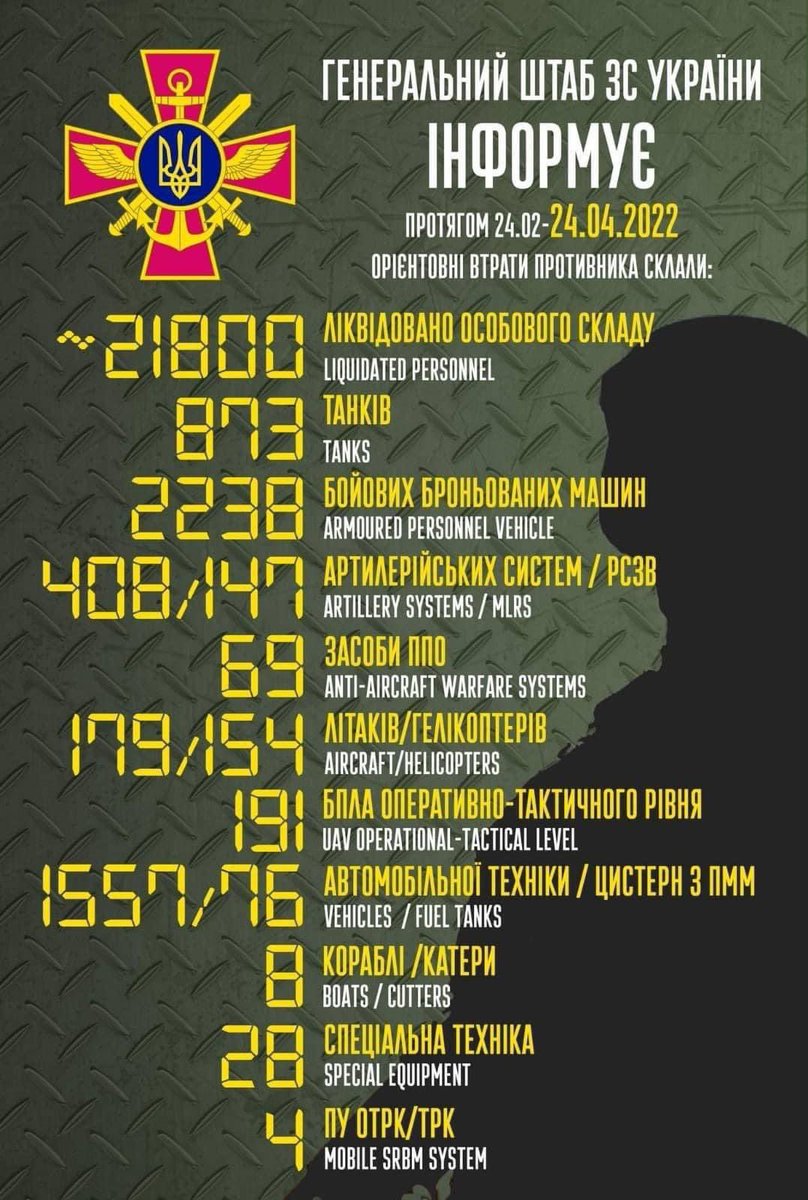 ГЕНЕРАЛЬНИЙ ШТАБ ЗС УКРАЇНИ
ІНФОРМУЄ
ПРОТЯГОМ 24.02-24.04.2022
ОРІЄНТОВНІ ВТРАТИ ПРОТИВНИКА СКЛАЛИ:
~21800 ЛІКВІДОВАНО ОСОБОВОГО СКЛАДУ
LIQUIDATED PERSONNEL
873 ТАНКІВ
TANKS
2238 БОЙОВИХ БРОНЬОВАНИХ МАШИН
ARMOURED PERSONNEL VEHICLE
408/147 АРТИЛЕРІЙСЬКИХ СИСТЕМ / РСЗВ
ARTILLERY SYSTEMS / MLRS
69 ЗАСОБИ ППО
ANTI-AIRCRAFT WARFARE SYSTEMS
179/154 ЛІТАКІВ/ГЕЛІКОПТЕРІВ
AIRCRAFT/HELICOPTERS
191 БПЛА ОПЕРАТИВНО-ТАКТИЧНОГО РІВНЯ
UAV OPERATIONAL-TACTICAL LEVEL
1557/76 АВТОМОБІЛЬНОЇ ТЕХНІКИ / ЦИСТЕРН З ПММ
VEHICLES / FUEL TANKS
8 КОРАБЛІ /КАТЕРИ
BOATS / CUTTERS
28 СПЕЦІАЛЬНА ТЕХНІКА
SPECIAL EQUIPMENT
4 ПУ ОТРК/ТРК
MOBILE SRBM SYSTEM